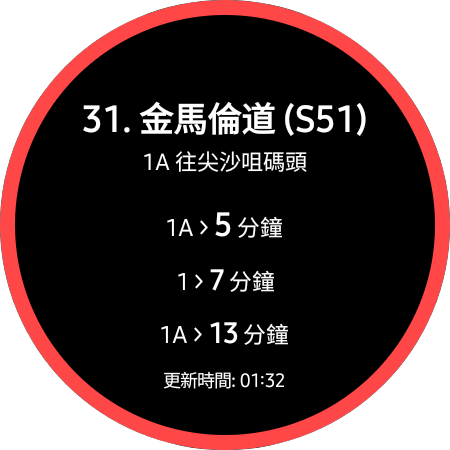 31. 金馬倫道 (S51)
1A 往尖沙咀碼頭
1A > 5 分鐘
1 > 7 分鐘
1A > 13 分鐘
更新時間: 01:32